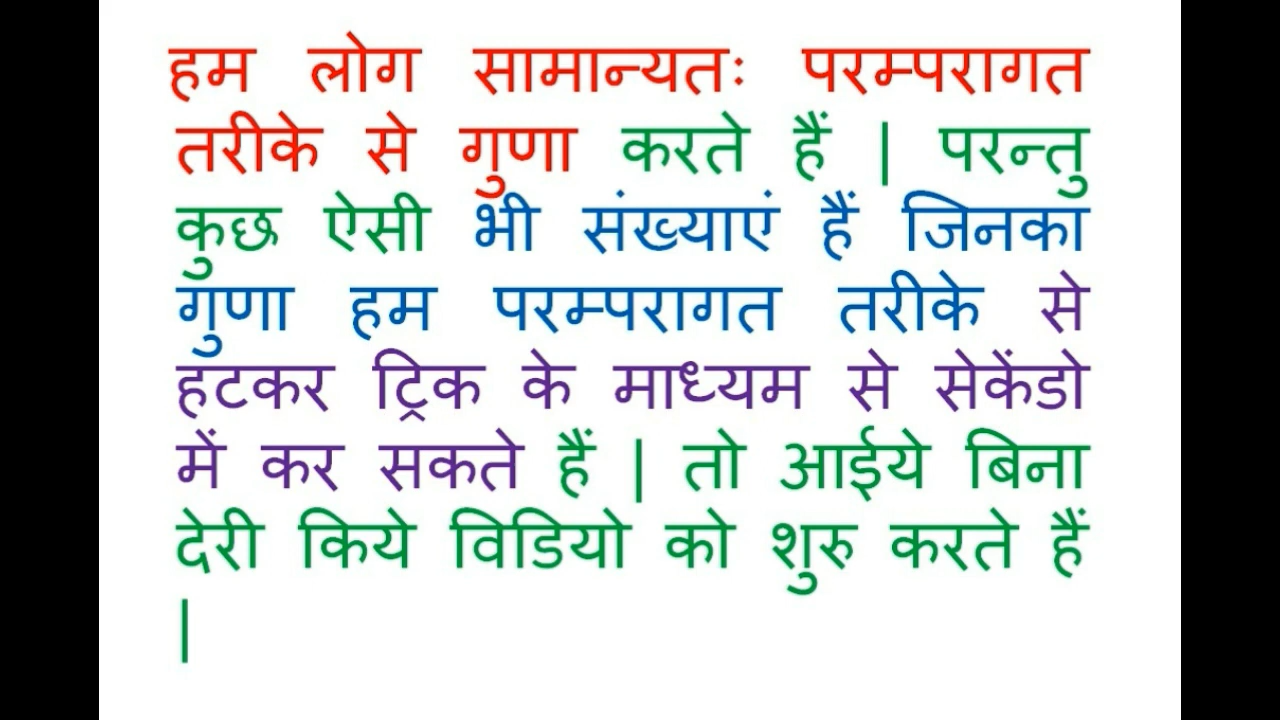 हम लोग सामान्यतः परम्परागत
तरीके से गुणा करते हैं | परन्तु
कुछ ऐसी भी संख्याएं हैं जिनका
गुणा हम परम्परागत तरीके से
हटकर ट्रिक के माध्यम से सेकेंडो
में कर सकते हैं | तो आईये बिना
देरी किये विडियो को शुरु करते हैं
|